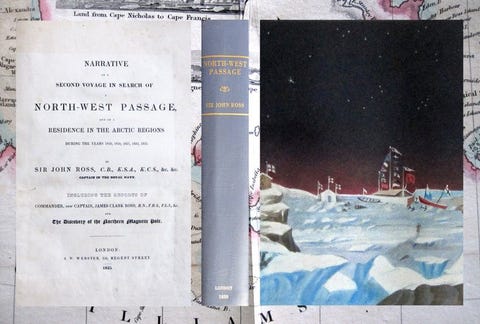 Land from Cape Nicholas to Cape Francis
NARRATIVE
OF A
SECOND VOYAGE IN SEARCH OF
A
NORTH-WEST PASSAGE,
AND OF A
RESIDENCE IN THE ARCTIC REGIONS
DURING THE YEARS 1829, 1830, 1831, 1832, 1833.
BY
SIR JOHN ROSS, C.B., K.S.A., K.C.S., &c. &c.
CAPTAIN IN THE ROYAL NAVY.
INCLUDING THE REPORTS OF
COMMANDER, NOW CAPTAIN, JAMES CLARK ROSS, R.N., F.R.S., F.L.S., &c.
AND
The Discovery of the Northern Magnetic Pole.
LONDON:
A. W. WEBSTER, 156, REGENT STREET
1835
NORTH-WEST
PASSAGE
SIR JOHN ROSS
LONDON